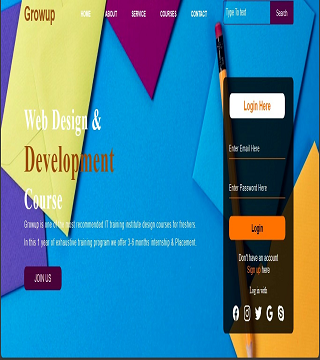 Growup
HOME ABOUT SERVICE COURSES CONTACT
Type To text Search
Web Design &
Development
Course
Growup is one of the most recommended IT training institute design courses for freshers.
In this 1 year of exhaustive training program we offer 3-6 months internship & Placement.
JOIN US
Login Here
Enter Email Here
Enter Password Here
Login
Don't have an account
Sign up here
Log in with